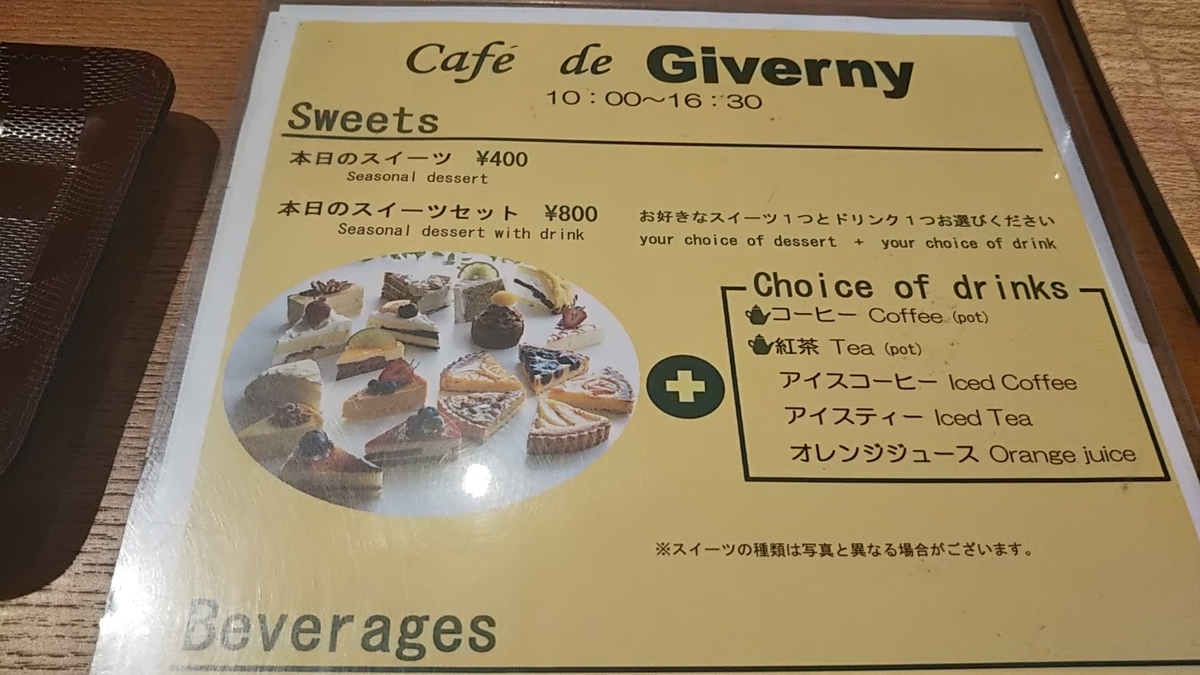 Café de Giverny
10：00～16：30
Sweets
本日のスイーツ ¥400
Seasonal dessert
本日のスイーツセット ¥800
Seasonal dessert with drink
お好きなスイーツ１つとドリンク１つお選びください
your choice of dessert + your choice of drink
Choice of drinks
コーヒー Coffee (pot)
紅茶 Tea (pot)
アイスコーヒー Iced Coffee
アイスティー Iced Tea
オレンジジュース Orange juice
※スイーツの種類は写真と異なる場合がございます。
Beverages